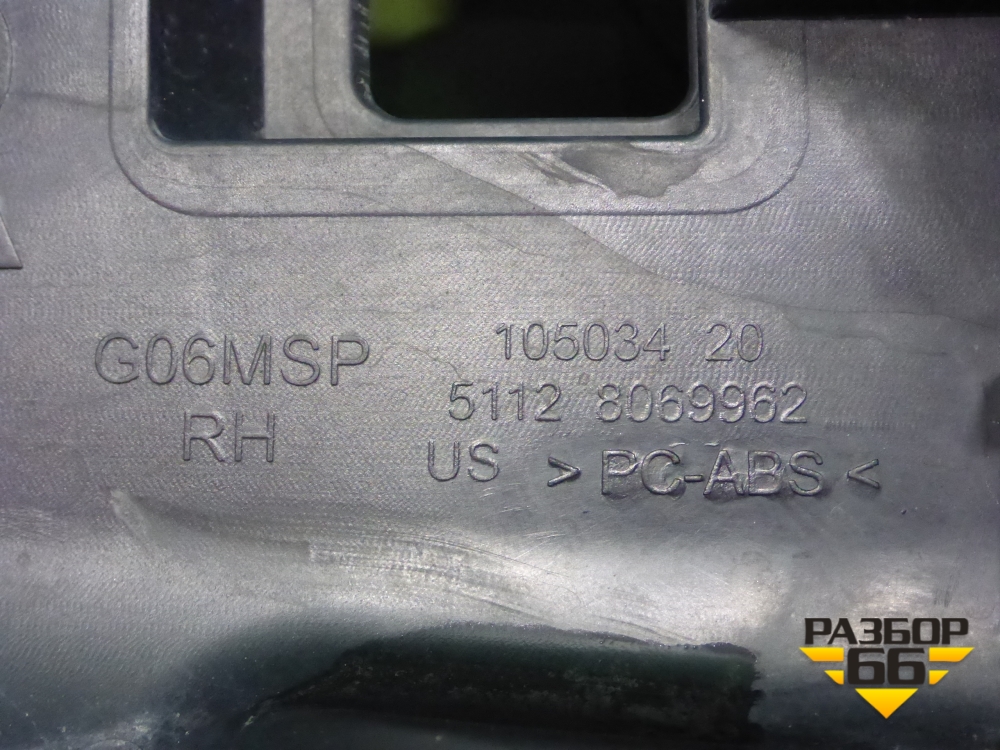 G06MSP
RH
105034 20
5112 8069962
US > PC-ABS <
РАЗБОР
66